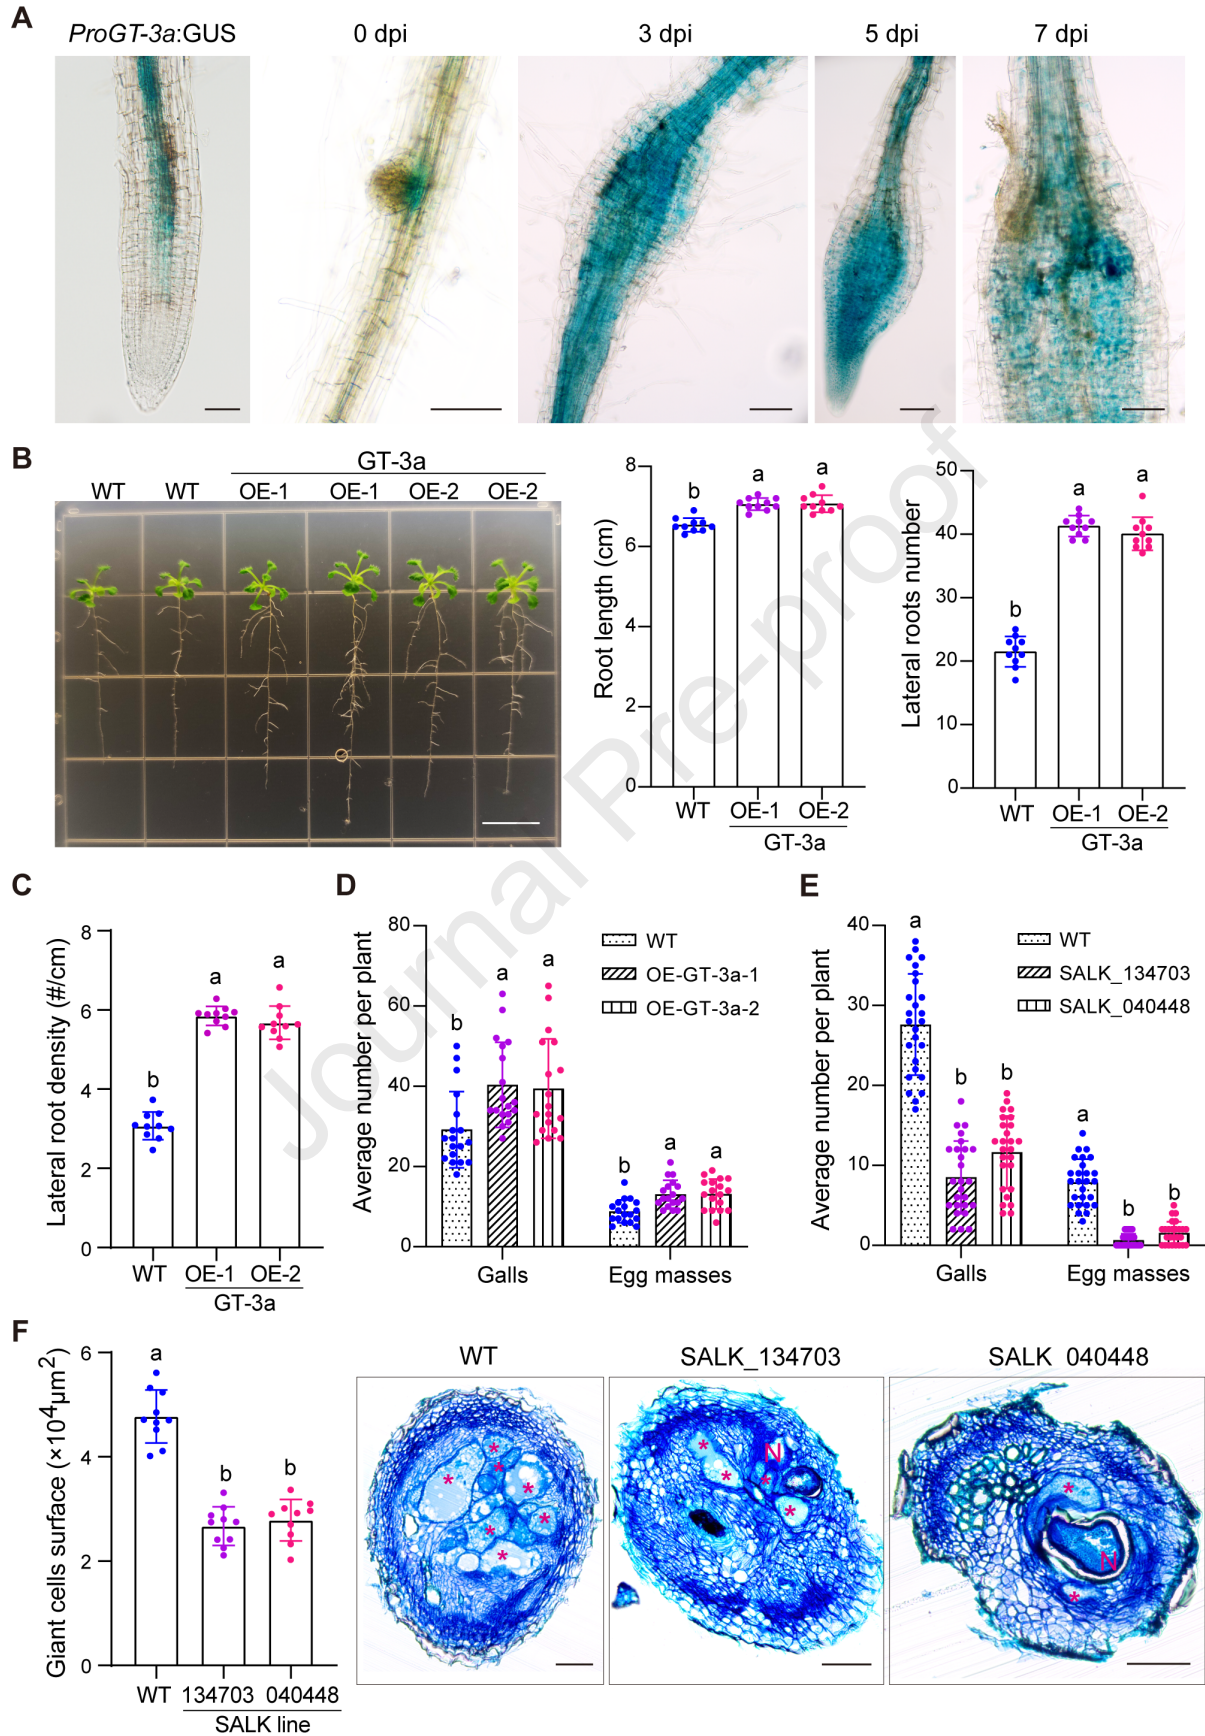 A
ProGT-3a:GUS
0 dpi
3 dpi
5 dpi
7 dpi
B
GT-3a
WT
WT
OE-1
OE-1
OE-2
OE-2
Root length (cm)
8
6
4
2
0
b
a
a
WT
OE-1
OE-2
GT-3a
Lateral roots number
50
40
30
20
10
0
b
a
a
WT
OE-1
OE-2
GT-3a
C
Lateral root density (#/cm)
8
6
4
2
0
b
a
a
WT
OE-1
OE-2
GT-3a
D
Average number per plant
80
60
40
20
0
b
a
a
b
a
a
WT
OE-GT-3a-1
OE-GT-3a-2
Galls
Egg masses
E
Average number per plant
40
30
20
10
0
a
b
b
a
b
b
WT
SALK_134703
SALK_040448
Galls
Egg masses
F
Giant cells surface (×10⁴μm²)
6
4
2
0
a
b
b
WT
134703
040448
SALK line
WT
SALK_134703
SALK 040448
* * * * * * *
N
* * * *
N
* *
Journal Pre-proof